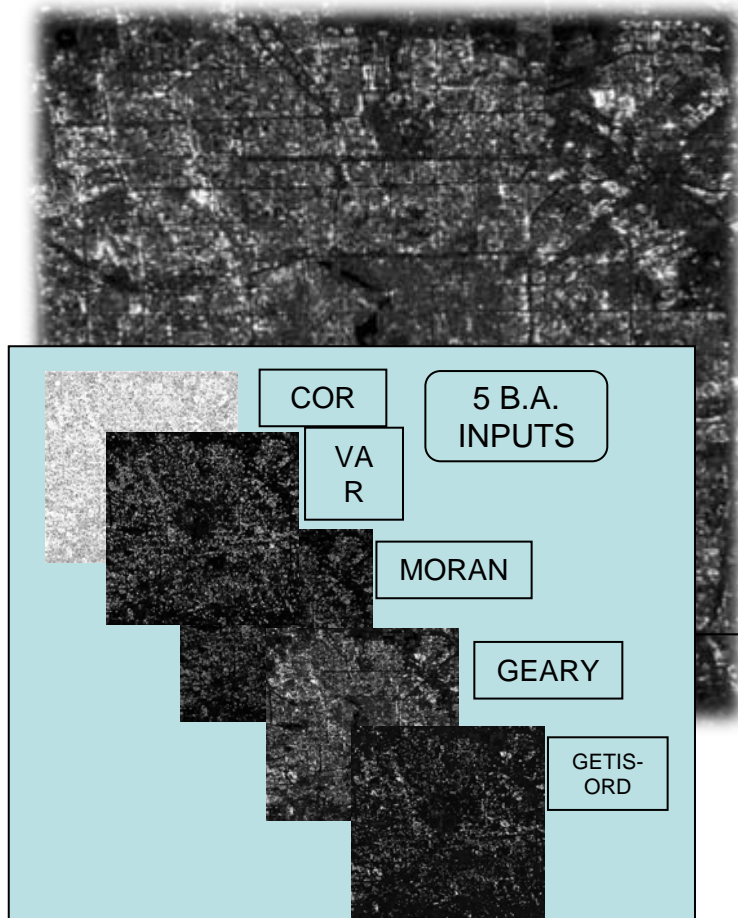 COR
5 B.A.
INPUTS
VA
R
MORAN
GEARY
GETIS-
ORD